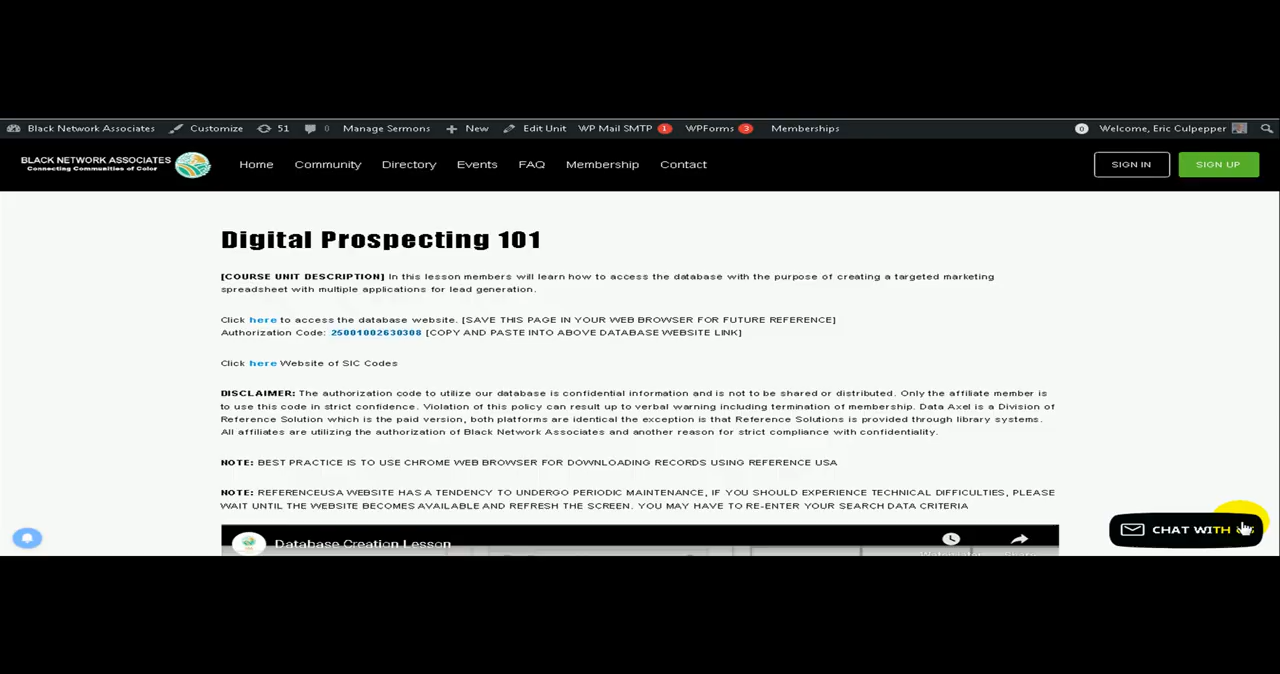 Black Network Associates Customize 51 0 Manage Sermons New Edit Unit WP Mail SMTP 1 WPForms 3 Memberships 0 Welcome, Eric Culpepper
BLACK NETWORK ASSOCIATES
Connecting Communities of Color
Home Community Directory Events FAQ Membership Contact SIGN IN SIGN UP
Digital Prospecting 101
[COURSE UNIT DESCRIPTION] In this lesson members will learn how to access the database with the purpose of creating a targeted marketing
spreadsheet with multiple applications for lead generation.
Click here to access the database website. [SAVE THIS PAGE IN YOUR WEB BROWSER FOR FUTURE REFERENCE]
Authorization Code: 25001002630308 [COPY AND PASTE INTO ABOVE DATABASE WEBSITE LINK]
Click here Website of SIC Codes
DISCLAIMER: The authorization code to utilize our database is confidential information and is not to be shared or distributed. Only the affiliate member is
to use this code in strict confidence. Violation of this policy can result up to verbal warning including termination of membership. Data Axel is a Division of
Reference Solution which is the paid version, both platforms are identical the exception is that Reference Solutions is provided through library systems.
All affiliates are utilizing the authorization of Black Network Associates and another reason for strict compliance with confidentiality.
NOTE: BEST PRACTICE IS TO USE CHROME WEB BROWSER FOR DOWNLOADING RECORDS USING REFERENCE USA
NOTE: REFERENCEUSA WEBSITE HAS A TENDENCY TO UNDERGO PERIODIC MAINTENANCE, IF YOU SHOULD EXPERIENCE TECHNICAL DIFFICULTIES, PLEASE
WAIT UNTIL THE WEBSITE BECOMES AVAILABLE AND REFRESH THE SCREEN. YOU MAY HAVE TO RE-ENTER YOUR SEARCH DATA CRITERIA
CHAT WITH
Database Creation Lesson